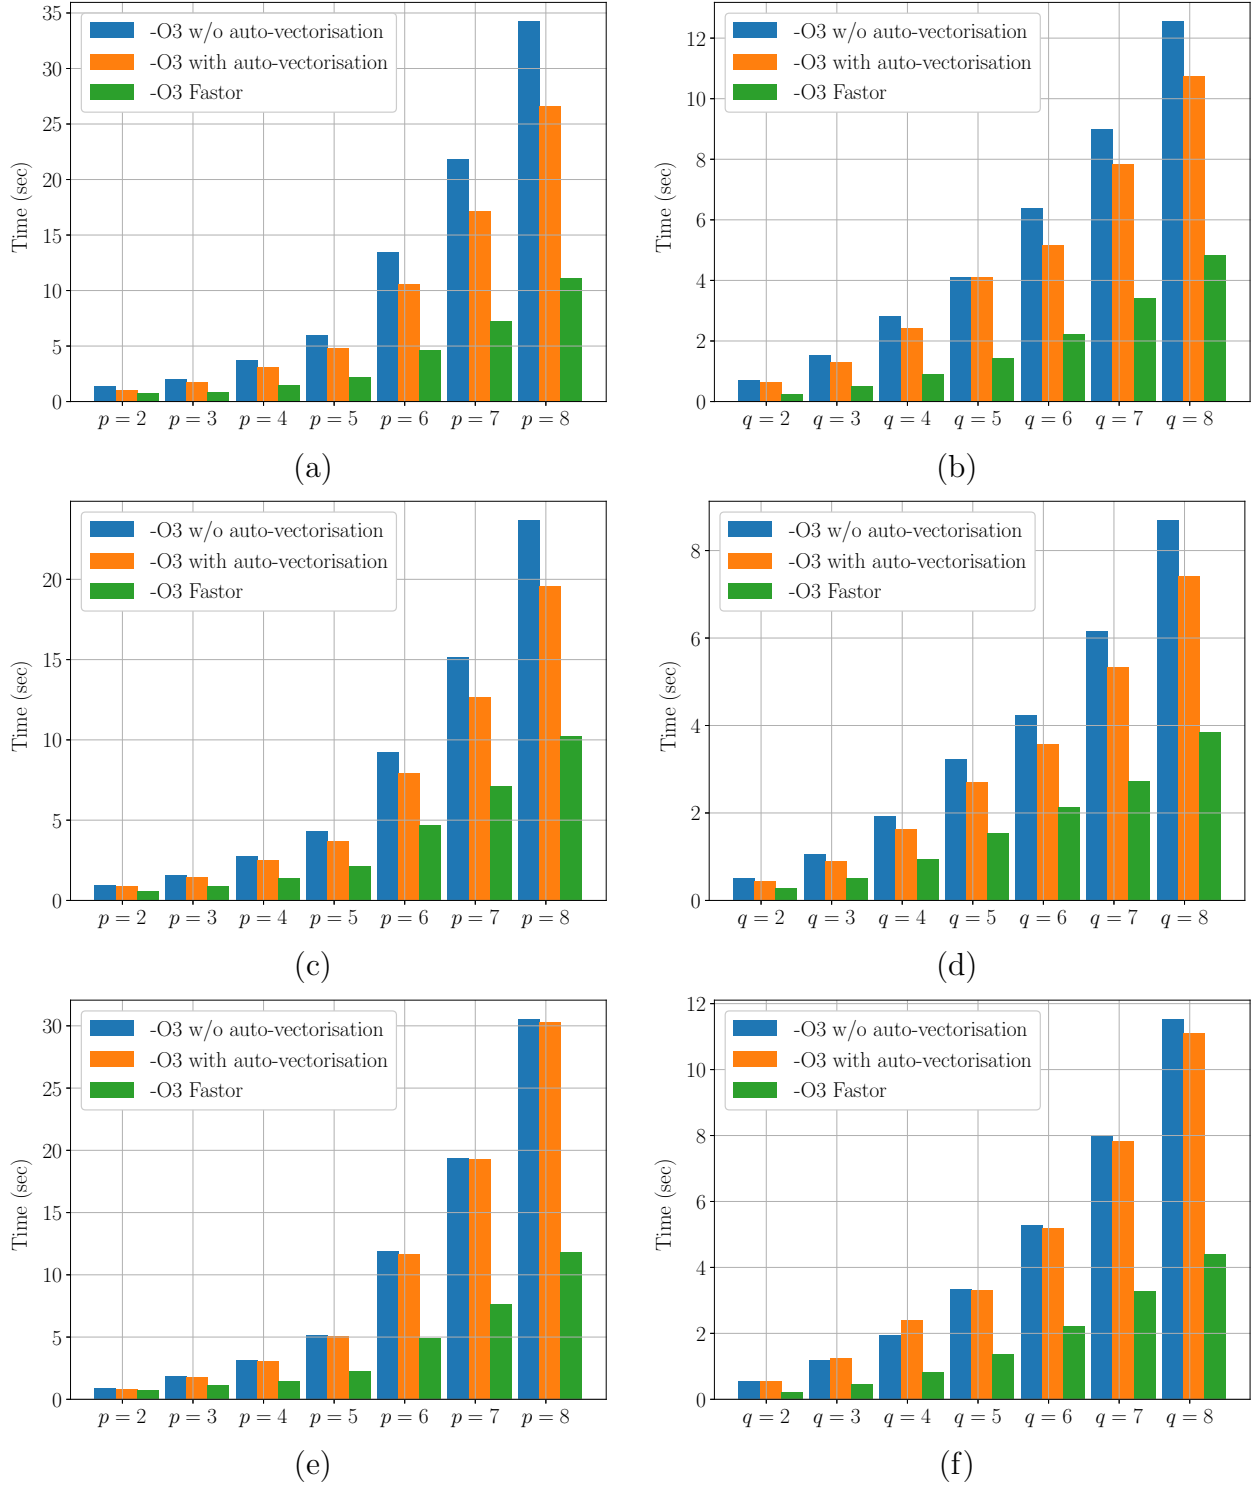 -O3 w/o auto-vectorisation
-O3 with auto-vectorisation
-O3 Fastor
Time (sec)
35
30
25
20
15
10
5
0
p = 2 p = 3 p = 4 p = 5 p = 6 p = 7 p = 8
(a)
-O3 w/o auto-vectorisation
-O3 with auto-vectorisation
-O3 Fastor
Time (sec)
12
10
8
6
4
2
0
q = 2 q = 3 q = 4 q = 5 q = 6 q = 7 q = 8
(b)
-O3 w/o auto-vectorisation
-O3 with auto-vectorisation
-O3 Fastor
Time (sec)
20
15
10
5
0
p = 2 p = 3 p = 4 p = 5 p = 6 p = 7 p = 8
(c)
-O3 w/o auto-vectorisation
-O3 with auto-vectorisation
-O3 Fastor
Time (sec)
8
6
4
2
0
q = 2 q = 3 q = 4 q = 5 q = 6 q = 7 q = 8
(d)
-O3 w/o auto-vectorisation
-O3 with auto-vectorisation
-O3 Fastor
Time (sec)
30
25
20
15
10
5
0
p = 2 p = 3 p = 4 p = 5 p = 6 p = 7 p = 8
(e)
-O3 w/o auto-vectorisation
-O3 with auto-vectorisation
-O3 Fastor
Time (sec)
12
10
8
6
4
2
0
q = 2 q = 3 q = 4 q = 5 q = 6 q = 7 q = 8
(f)